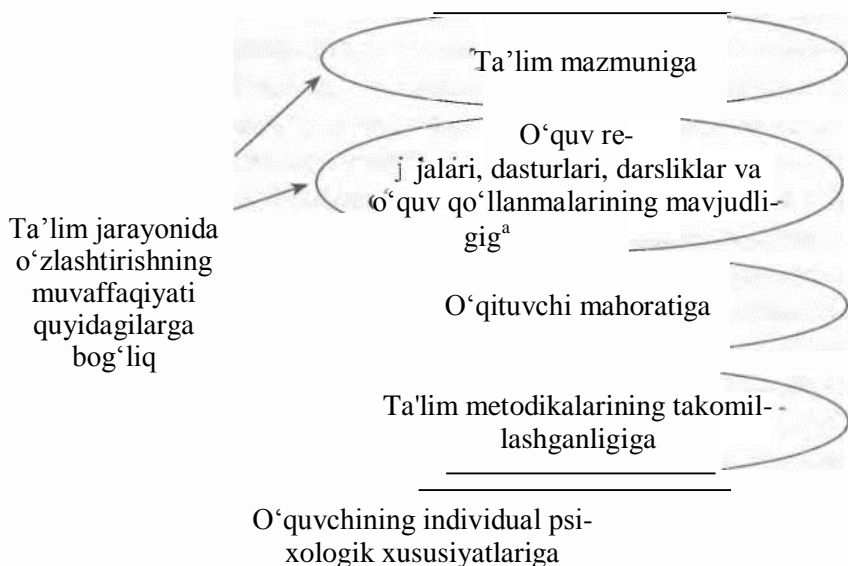 Ta’lim mazmuniga
O‘quv re-
j jalari, dasturlari, darsliklar va
o‘quv qo‘llanmalarining mavjudli-
giga
Ta’lim jarayonida
o‘zlashtirishning
muvaffaqiyati
quyidagilarga
bog‘liq
O‘qituvchi mahoratiga
Ta'lim metodikalarining takomil-
lashganligiga
O‘quvchining individual psi-
xologik xususiyatlariga